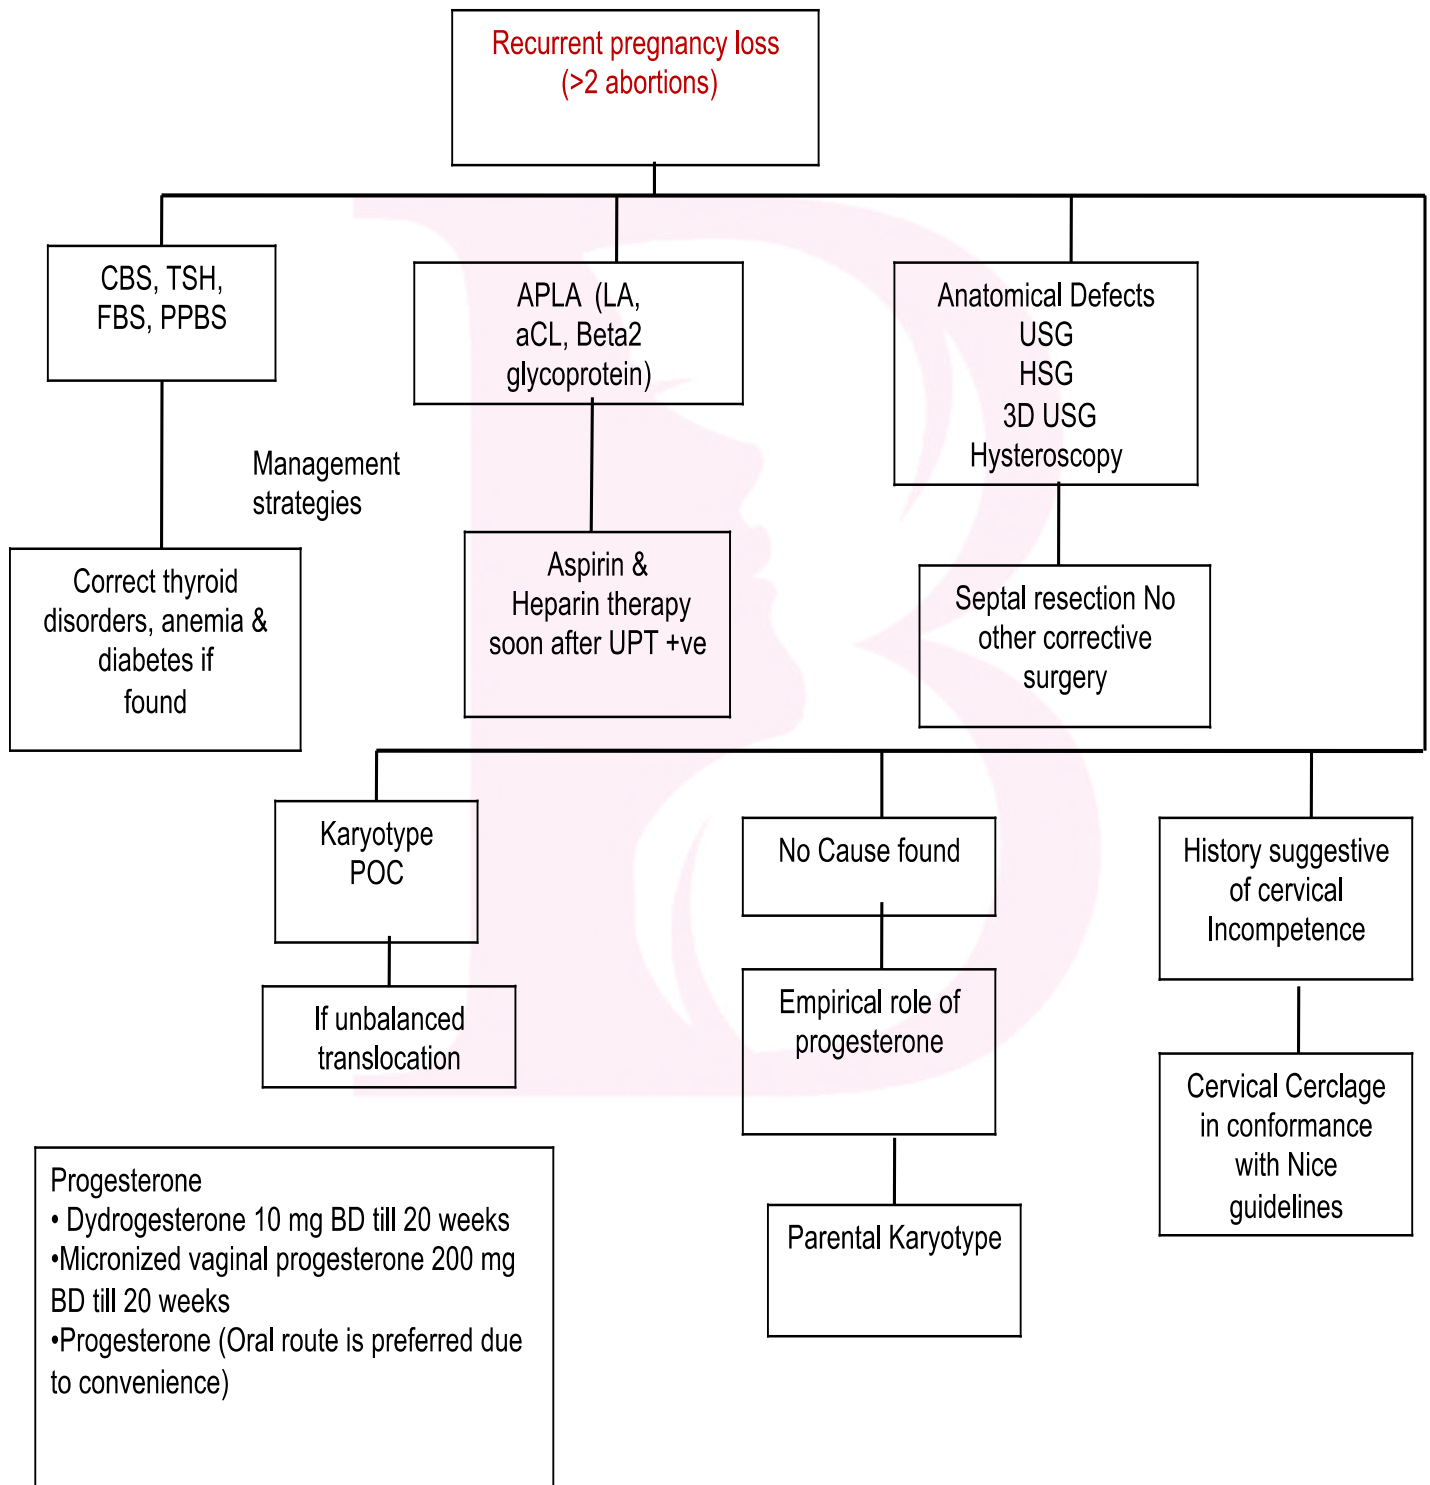 Recurrent pregnancy loss
(>2 abortions)
CBS, TSH,
FBS, PPBS
APLA (LA,
aCL, Beta2
glycoprotein)
Anatomical Defects
USG
HSG
3D USG
Hysteroscopy
Management
strategies
Correct thyroid
disorders, anemia &
diabetes if
found
Aspirin &
Heparin therapy
soon after UPT +ve
Septal resection No
other corrective
surgery
Karyotype
POC
No Cause found
History suggestive
of cervical
Incompetence
If unbalanced
translocation
Empirical role of
progesterone
Cervical Cerclage
in conformance
with Nice
guidelines
Parental Karyotype
Progesterone
• Dydrogesterone 10 mg BD till 20 weeks
•Micronized vaginal progesterone 200 mg
BD till 20 weeks
•Progesterone (Oral route is preferred due
to convenience)